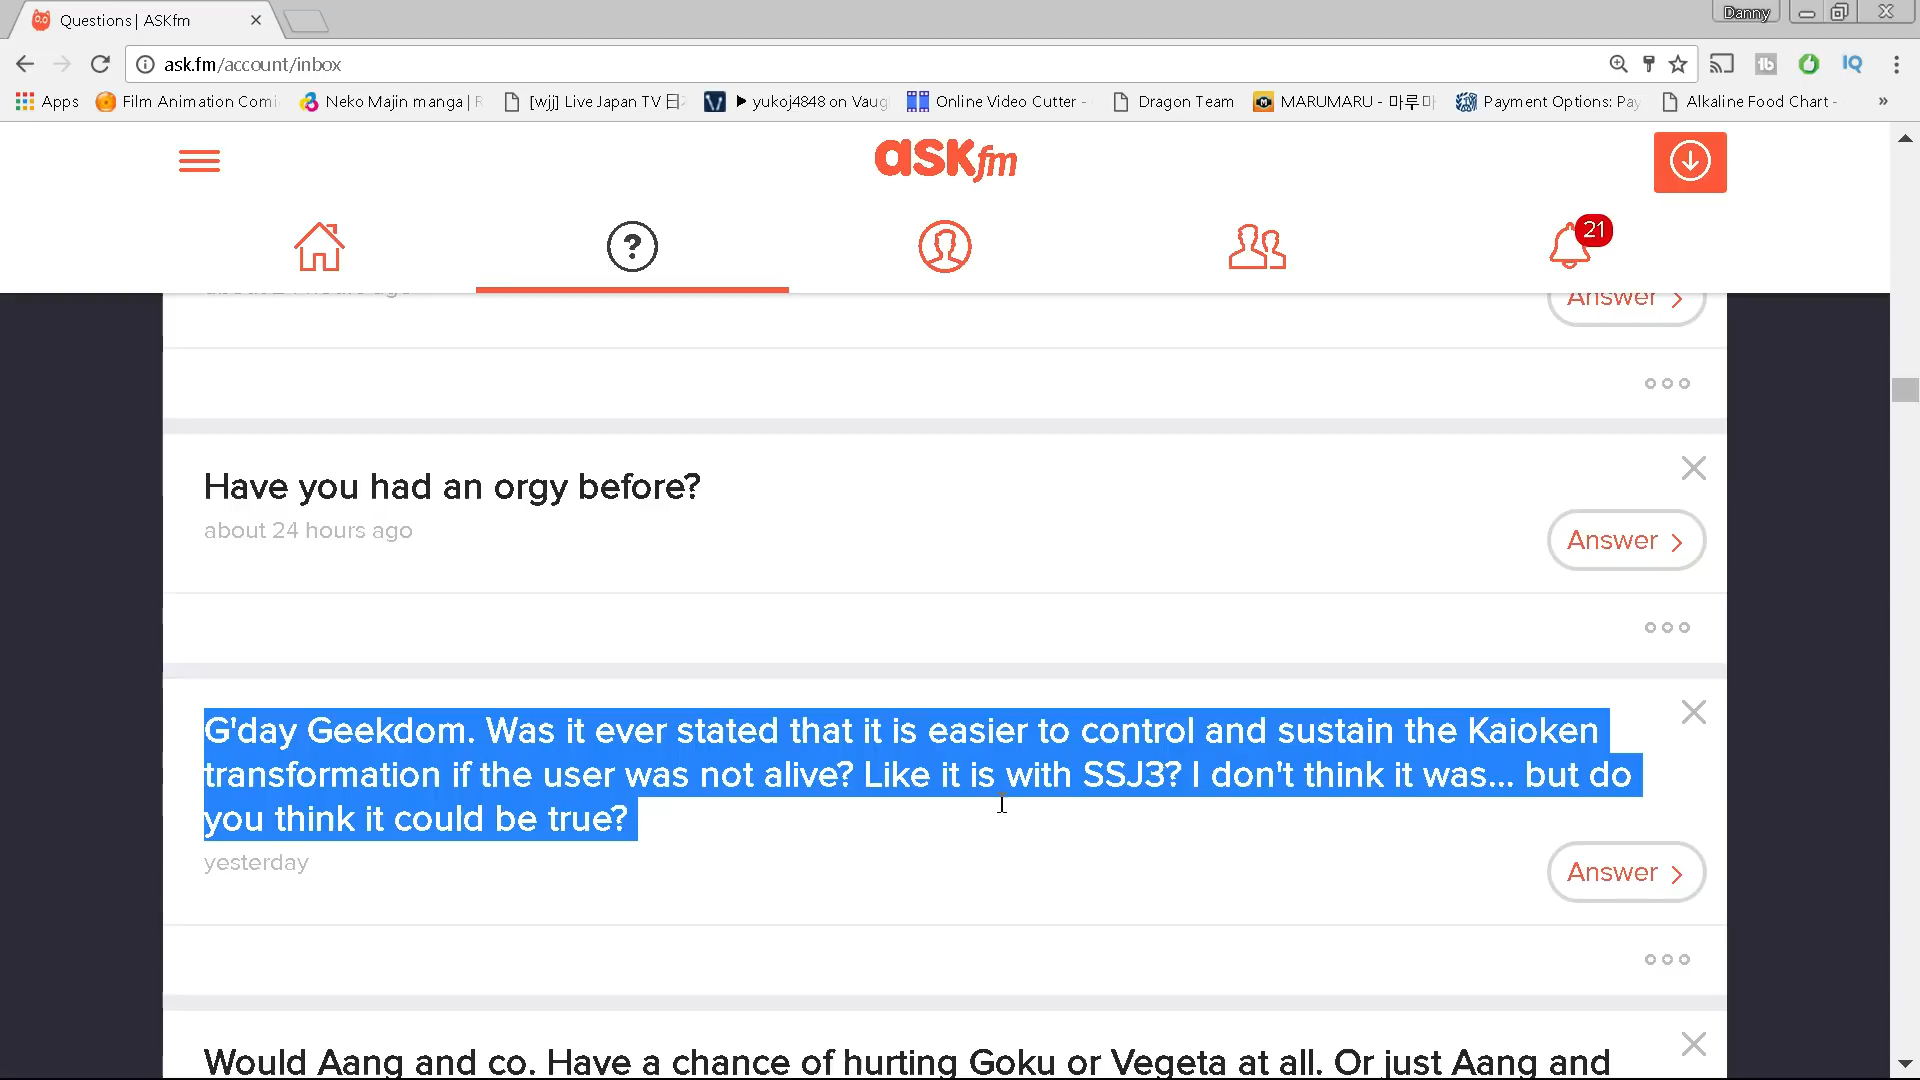 Questions | ASKfm
Danny
ask.fm/account/inbox
Apps
Film Animation Comi
Neko Majin manga | R
[wjj] Live Japan TV 日
▶ yukoj4848 on Vaug
Online Video Cutter -
Dragon Team
MARUMARU - 마루마
Payment Options: Pay
Alkaline Food Chart -
»
ASKfm
21
about 24 hours ago
Answer
Have you had an orgy before?
about 24 hours ago
Answer
G'day Geekdom. Was it ever stated that it is easier to control and sustain the Kaioken
transformation if the user was not alive? Like it is with SSJ3? I don't think it was... but do
you think it could be true?
yesterday
Answer
Would Aang and co. Have a chance of hurting Goku or Vegeta at all. Or just Aang and